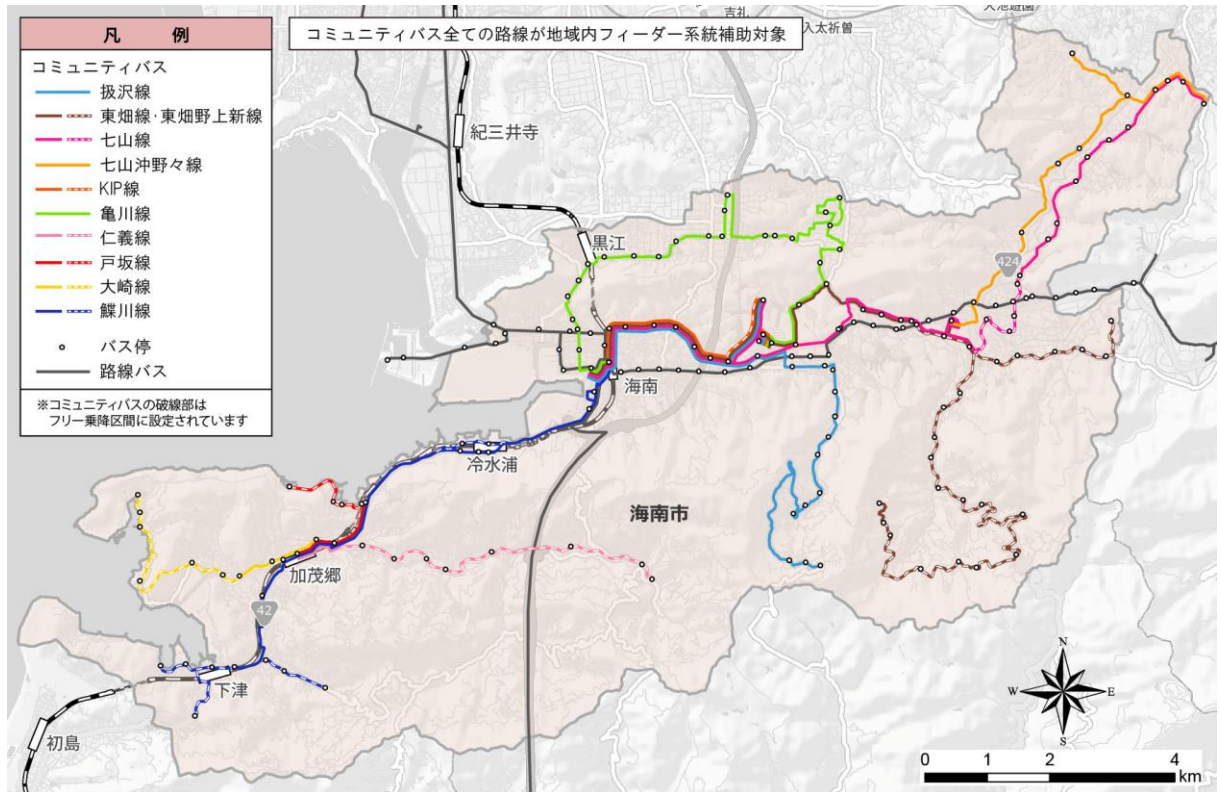 凡 例
コミュニティバス
扱沢線
東畑線･東畑野上新線
七山線
七山沖野々線
KIP線
亀川線
仁義線
戸坂線
大崎線
鰈川線
バス停
路線バス
※コミュニティバスの破線部は
フリー乗降区間に設定されています
コミュニティバス全ての路線が地域内フィーダー系統補助対象
吉礼
大池遊園
入太祈曽
紀三井寺
黒江
424
海南
冷水浦
海南市
加茂郷
42
下津
初島
N
W
E
S
0 1 2 4
km